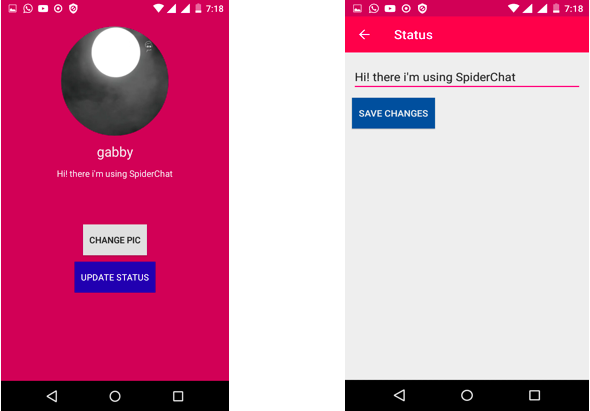 7:18
gabby
Hi! there i'm using SpiderChat
CHANGE PIC
UPDATE STATUS
7:18
Status
Hi! there i'm using SpiderChat
SAVE CHANGES